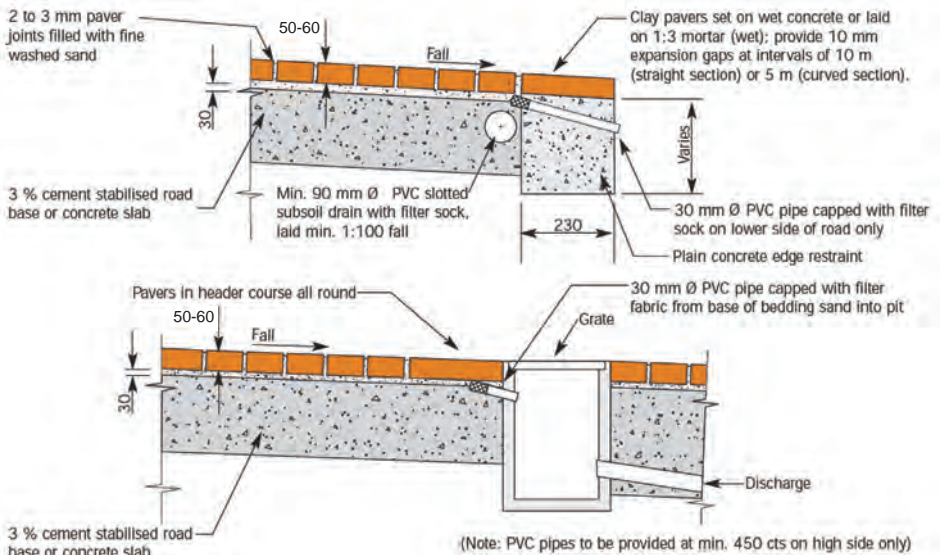 2 to 3 mm paver
joints filled with fine
washed sand
50-60
Fall
Clay pavers set on wet concrete or laid
on 1:3 mortar (wet); provide 10 mm
expansion gaps at intervals of 10 m
(straight section) or 5 m (curved section).
30
Varies
3 % cement stabilised road
base or concrete slab
Min. 90 mm Ø PVC slotted
subsoil drain with filter sock,
laid min. 1:100 fall
230
30 mm Ø PVC pipe capped with filter
sock on lower side of road only
Plain concrete edge restraint
Pavers in header course all round
50-60
Fall
30 mm Ø PVC pipe capped with filter
fabric from base of bedding sand into pit
Grate
30
Discharge
3 % cement stabilised road
base or concrete slab
(Note: PVC pipes to be provided at min. 450 cts on high side only)